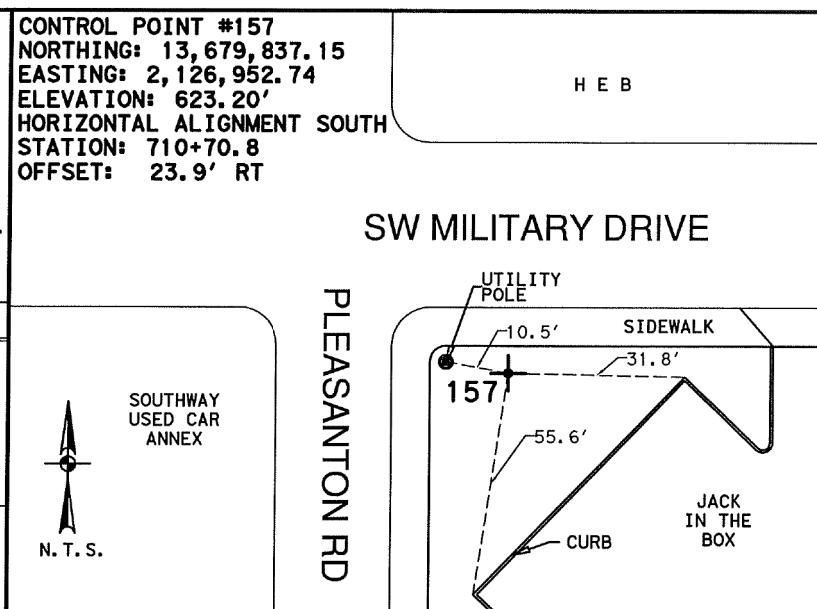 CONTROL POINT #157
NORTHING: 13,679,837.15
EASTING: 2,126,952.74
ELEVATION: 623.20'
HORIZONTAL ALIGNMENT SOUTH
STATION: 710+70.8
OFFSET: 23.9' RT
H E B
SW MILITARY DRIVE
PLEASANTON RD
UTILITY
POLE
10.5'
SIDEWALK
31.8'
157
55.6'
SOUTHWAY
USED CAR
ANNEX
N.T.S.
JACK
IN THE
BOX
CURB